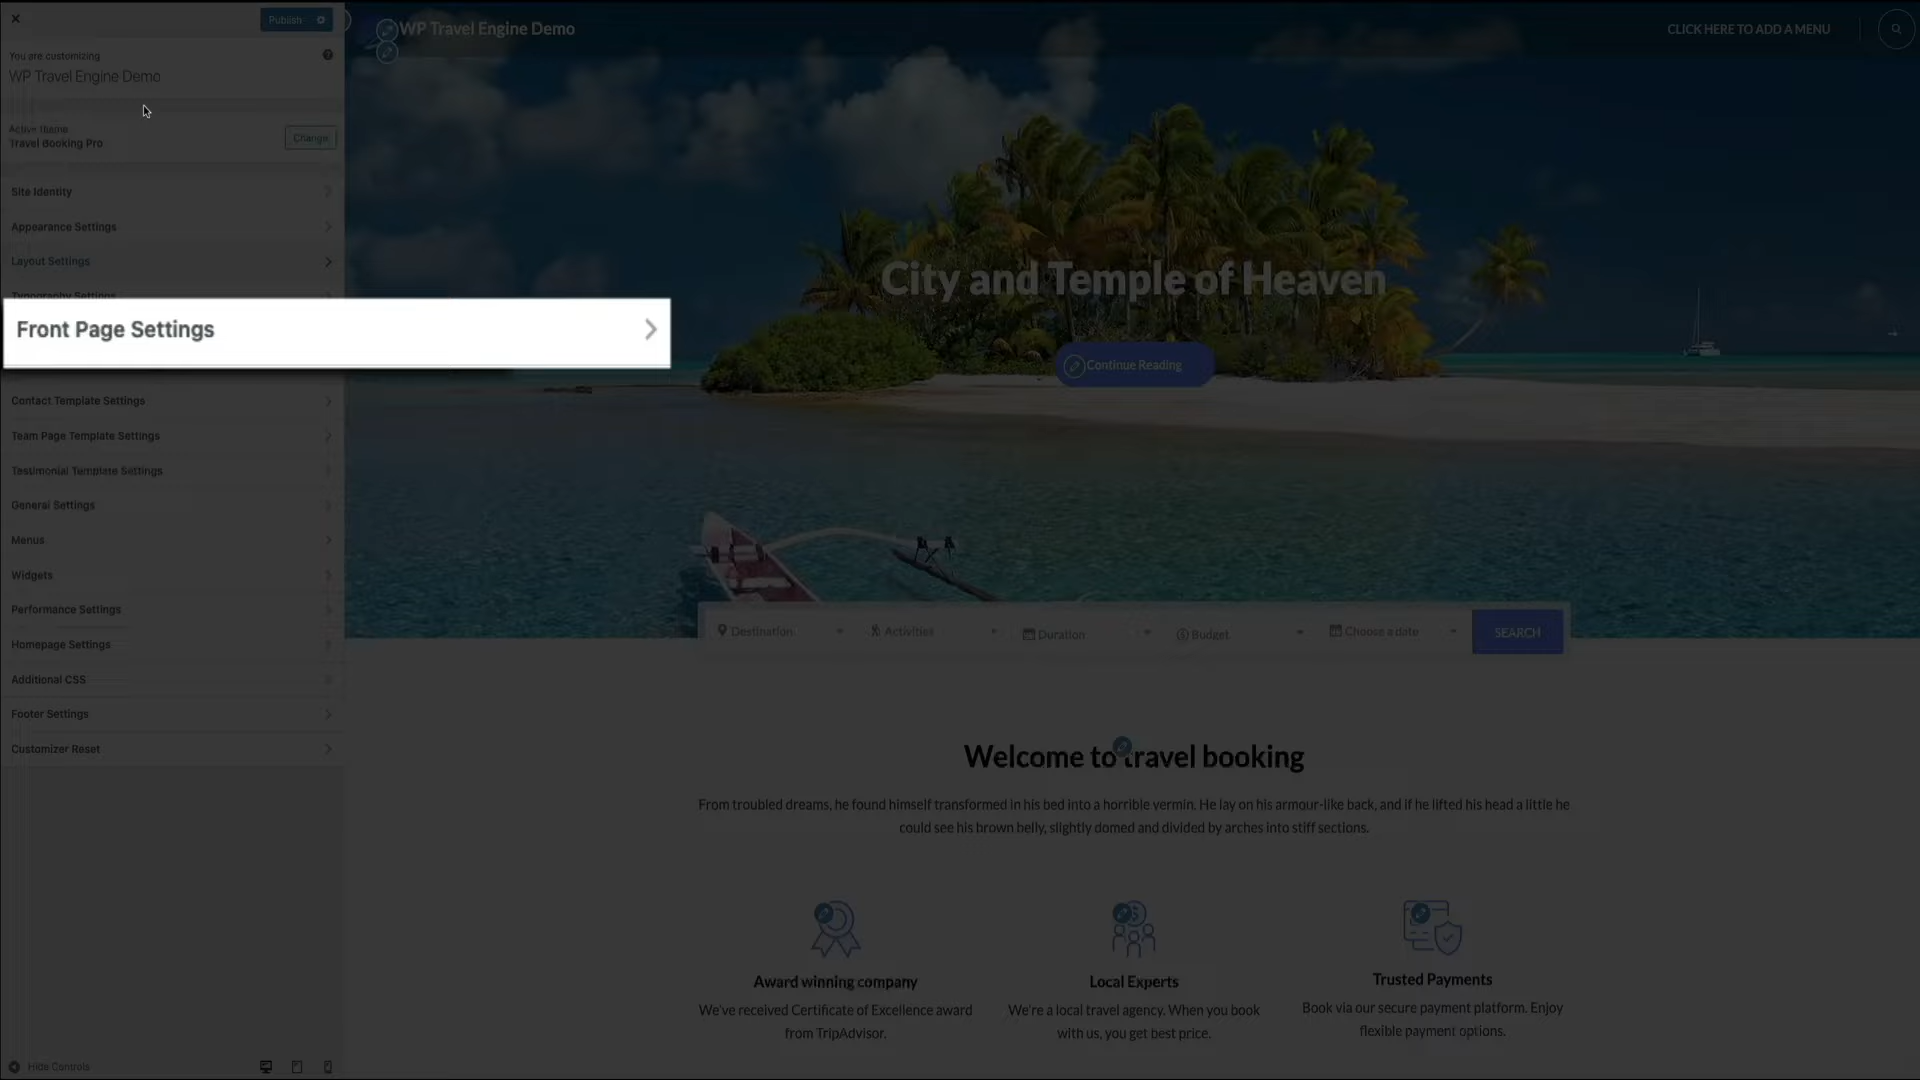 Publish
You are customizing
WP Travel Engine Demo
Active theme
Travel Booking Pro
Change
Site Identity
Appearance Settings
Layout Settings
Typography Settings
Front Page Settings
Contact Template Settings
Team Page Template Settings
Testimonial Template Settings
General Settings
Menus
Widgets
Performance Settings
Homepage Settings
Additional CSS
Footer Settings
Customizer Reset
Hide Controls
WP Travel Engine Demo
CLICK HERE TO ADD A MENU
City and Temple of Heaven
Continue Reading
Destination
Activities
Duration
Budget
Choose a date
SEARCH
Welcome to travel booking
From troubled dreams, he found himself transformed in his bed into a horrible vermin. He lay on his armour-like back, and if he lifted his head a little he
could see his brown belly, slightly domed and divided by arches into stiff sections.
Award winning company
We've received Certificate of Excellence award
from TripAdvisor.
Local Experts
We're a local travel agency. When you book
with us, you get best price.
Trusted Payments
Book via our secure payment platform. Enjoy
flexible payment options.